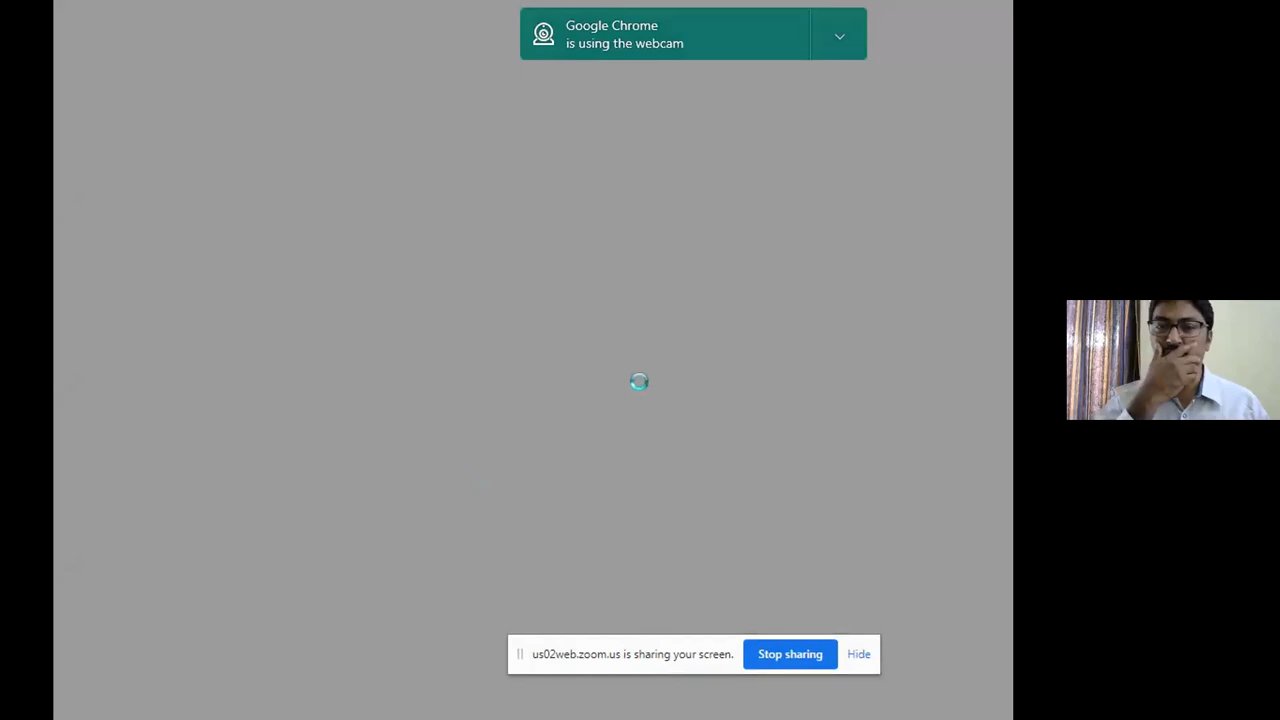 Google Chrome
is using the webcam
us02web.zoom.us is sharing your screen.
Stop sharing
Hide